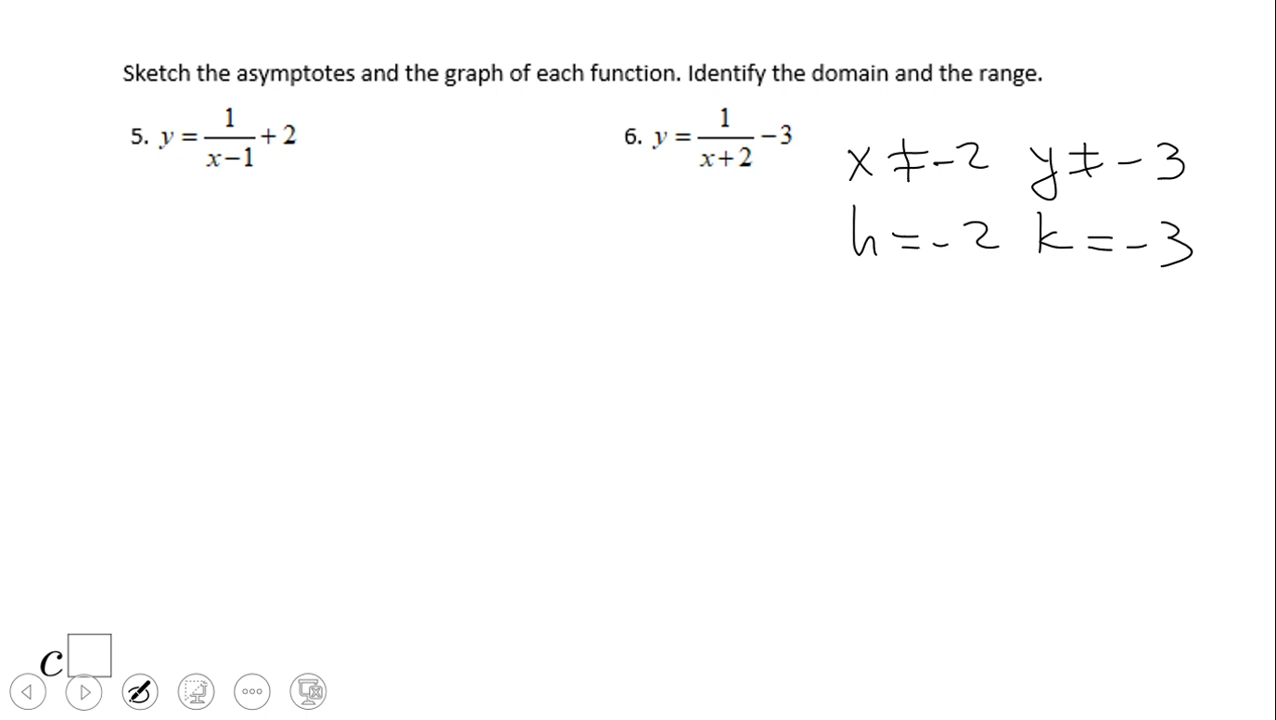 Sketch the asymptotes and the graph of each function. Identify the domain and the range.
5. y = 1/(x−1) + 2
6. y = 1/(x+2) − 3
x ≠ -2 y ≠ -3
h = -2 k = -3
c